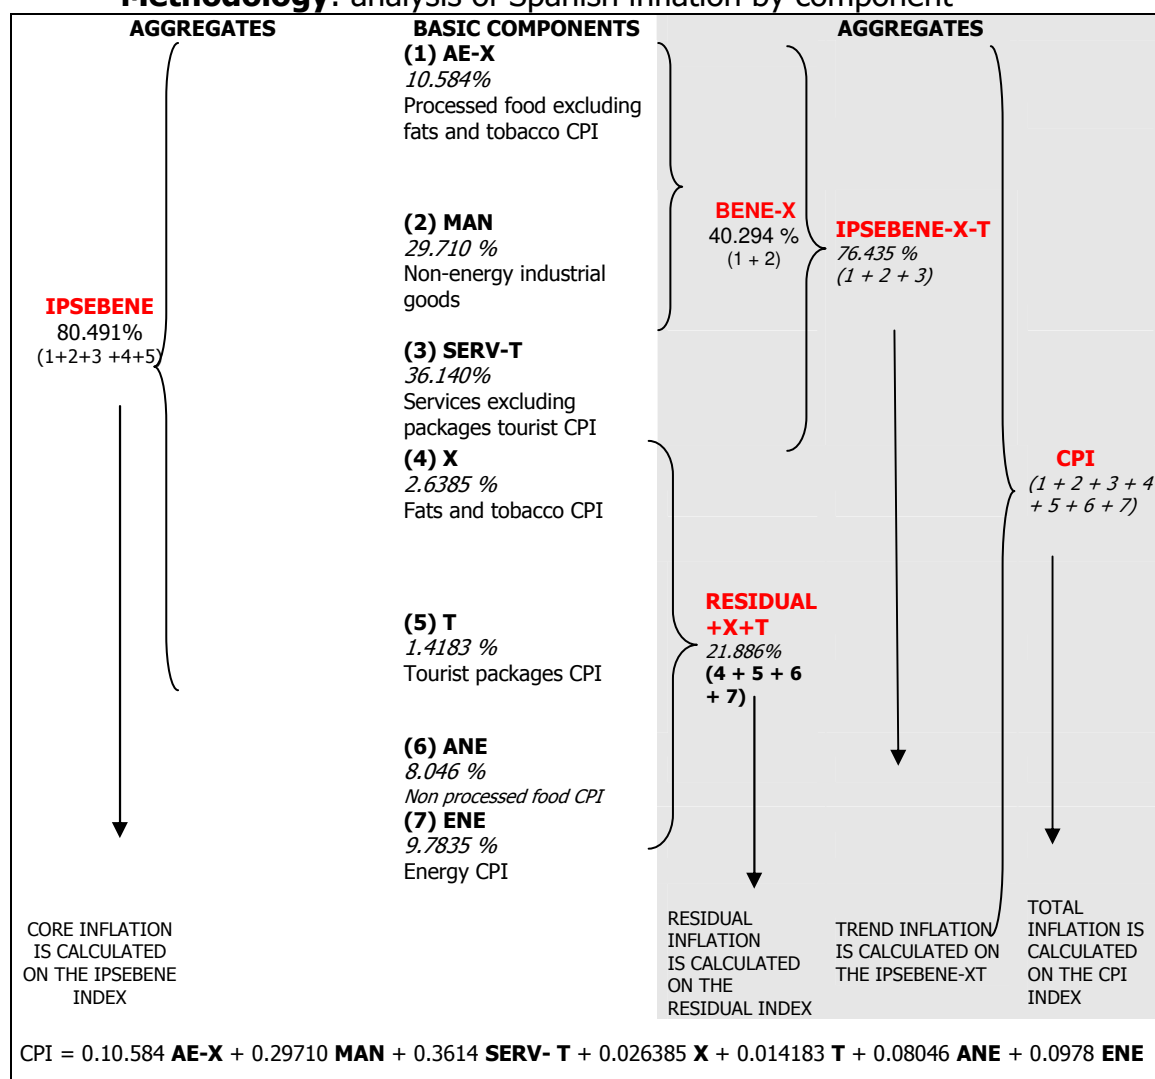 Methodology: analysis of Spanish inflation by component
AGGREGATES
BASIC COMPONENTS
AGGREGATES
IPSEBENE
80.491%
(1+2+3 +4+5)
CORE INFLATION
IS CALCULATED
ON THE IPSEBENE
INDEX
(1) AE-X
10.584%
Processed food excluding
fats and tobacco CPI
(2) MAN
29.710 %
Non-energy industrial
goods
(3) SERV-T
36.140%
Services excluding
packages tourist CPI
(4) X
2.6385 %
Fats and tobacco CPI
(5) T
1.4183 %
Tourist packages CPI
(6) ANE
8.046 %
Non processed food CPI
(7) ENE
9.7835 %
Energy CPI
BENE-X
40.294 %
(1 + 2)
RESIDUAL
+X+T
21.886%
(4 + 5 + 6
+ 7)
RESIDUAL
INFLATION
IS CALCULATED
ON THE
RESIDUAL INDEX
IPSEBENE-X-T
76.435 %
(1 + 2 + 3)
TREND INFLATION
IS CALCULATED ON
THE IPSEBENE-XT
CPI
(1 + 2 + 3 + 4
+ 5 + 6 + 7)
TOTAL
INFLATION IS
CALCULATED
ON THE CPI
INDEX
CPI = 0.10.584 AE-X + 0.29710 MAN + 0.3614 SERV- T + 0.026385 X + 0.014183 T + 0.08046 ANE + 0.0978 ENE